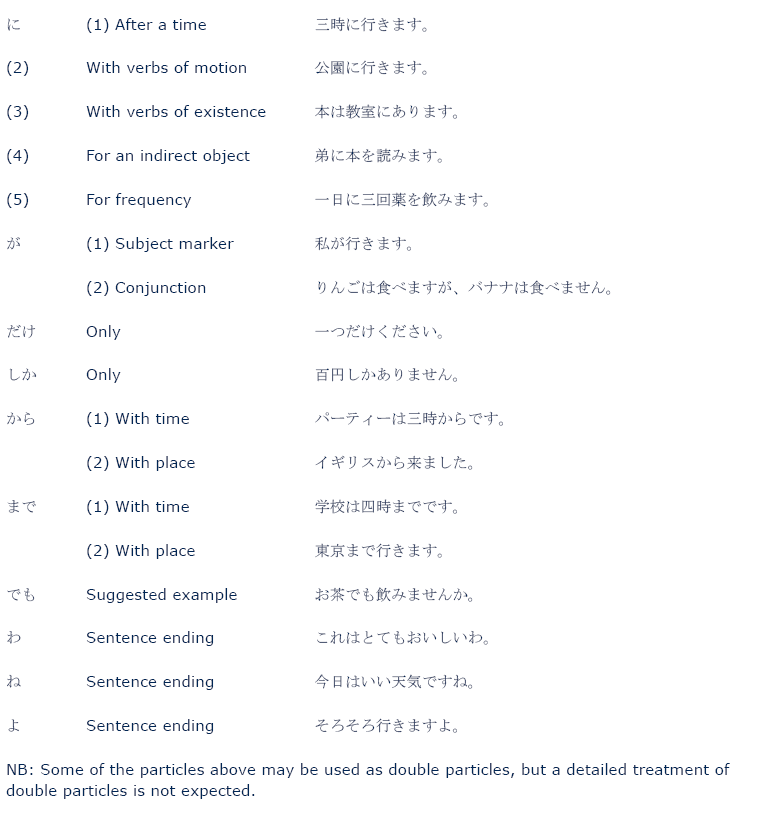 に (1) After a time 三時に行きます。
(2) With verbs of motion 公園に行きます。
(3) With verbs of existence 本は教室にあります。
(4) For an indirect object 弟に本を読みます。
(5) For frequency 一日に三回薬を飲みます。
が (1) Subject marker 私が行きます。
(2) Conjunction りんごは食べますが、バナナは食べません。
だけ Only 一つだけください。
しか Only 百円しかありません。
から (1) With time パーティーは三時からです。
(2) With place イギリスから来ました。
まで (1) With time 学校は四時までです。
(2) With place 東京まで行きます。
でも Suggested example お茶でも飲みませんか。
わ Sentence ending これはとてもおいしいわ。
ね Sentence ending 今日はいい天気ですね。
よ Sentence ending そろそろ行きますよ。
NB: Some of the particles above may be used as double particles, but a detailed treatment of
double particles is not expected.